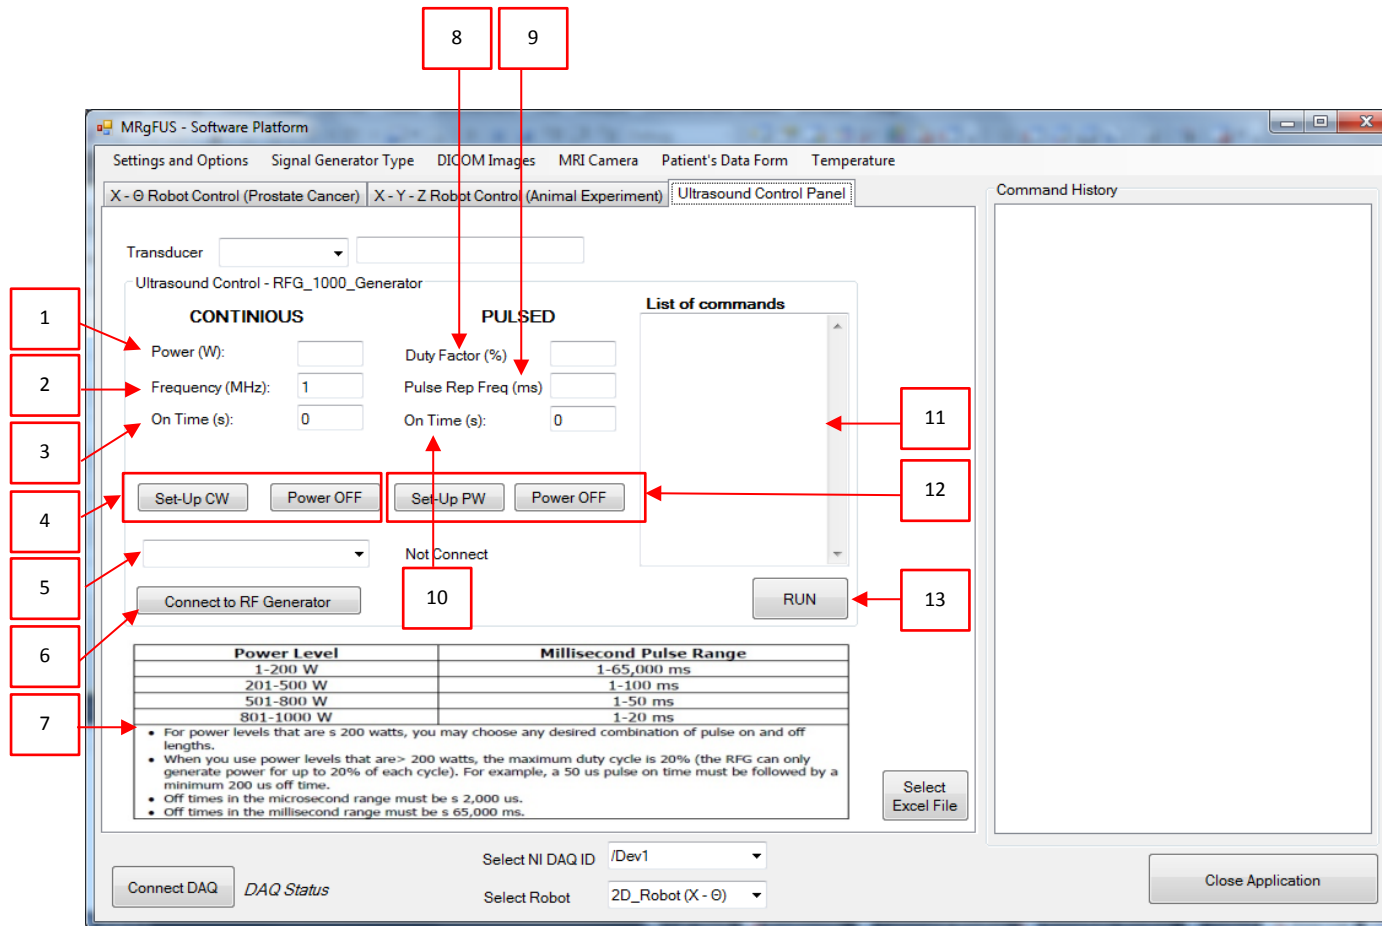 8 9
MRgFUS - Software Platform
Settings and Options Signal Generator Type DICOM Images MRI Camera Patient's Data Form Temperature
X - Θ Robot Control (Prostate Cancer) X - Y - Z Robot Control (Animal Experiment) Ultrasound Control Panel
Command History
Transducer
Ultrasound Control - RFG_1000_Generator
CONTINIOUS PULSED List of commands
1 Power (W): Duty Factor (%)
2 Frequency (MHz): 1 Pulse Rep Freq (ms)
3 On Time (s): 0 On Time (s): 0 11
4 Set-Up CW Power OFF Set-Up PW Power OFF 12
5 Not Connect
6 Connect to RF Generator 10 RUN 13
Power Level Millisecond Pulse Range
1-200 W 1-65,000 ms
201-500 W 1-100 ms
501-800 W 1-50 ms
801-1000 W 1-20 ms
7
• For power levels that are s 200 watts, you may choose any desired combination of pulse on and off
lengths.
• When you use power levels that are> 200 watts, the maximum duty cycle is 20% (the RFG can only
generate power for up to 20% of each cycle). For example, a 50 us pulse on time must be followed by a
minimum 200 us off time.
• Off times in the microsecond range must be s 2,000 us.
• Off times in the millisecond range must be s 65,000 ms.
Select
Excel File
Select NI DAQ ID /Dev1
Connect DAQ DAQ Status
Select Robot 2D_Robot (X - Θ)
Close Application